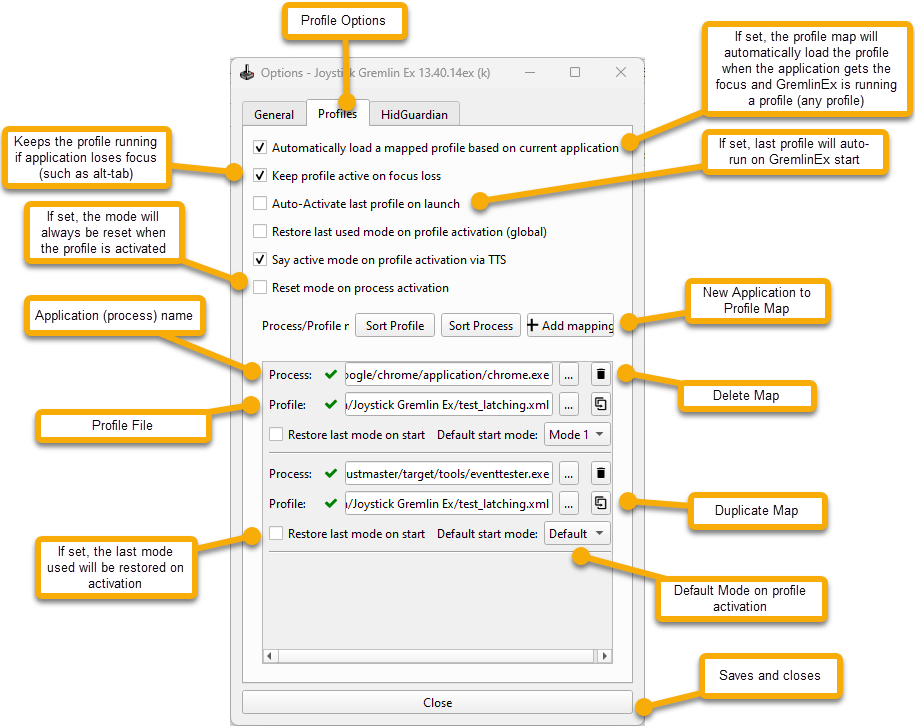 Profile Options
If set, the profile map will
automatically load the profile
when the application gets the
focus and GremlinEx is running
a profile (any profile)
Options - Joystick Gremlin Ex 13.40.14ex (k)
General
Profiles
HidGuardian
Keeps the profile running
if application loses focus
(such as alt-tab)
Automatically load a mapped profile based on current application
If set, last profile will auto-
run on GremlinEx start
Keep profile active on focus loss
Auto-Activate last profile on launch
If set, the mode will
always be reset when
the profile is activated
Restore last used mode on profile activation (global)
Say active mode on profile activation via TTS
Reset mode on process activation
New Application to
Profile Map
Application (process) name
Process/Profile r
Sort Profile
Sort Process
Add mapping
Process:
oogle/chrome/application/chrome.exe
...
Delete Map
Profile:
ı/Joystick Gremlin Ex/test_latching.xml
...
Profile File
Restore last mode on start
Default start mode:
Mode 1
Process:
ustmaster/target/tools/eventtester.exe
...
Profile:
ı/Joystick Gremlin Ex/test_latching.xml
...
Duplicate Map
Restore last mode on start
Default start mode:
Default
If set, the last mode
used will be restored on
activation
Default Mode on profile
activation
Saves and closes
Close